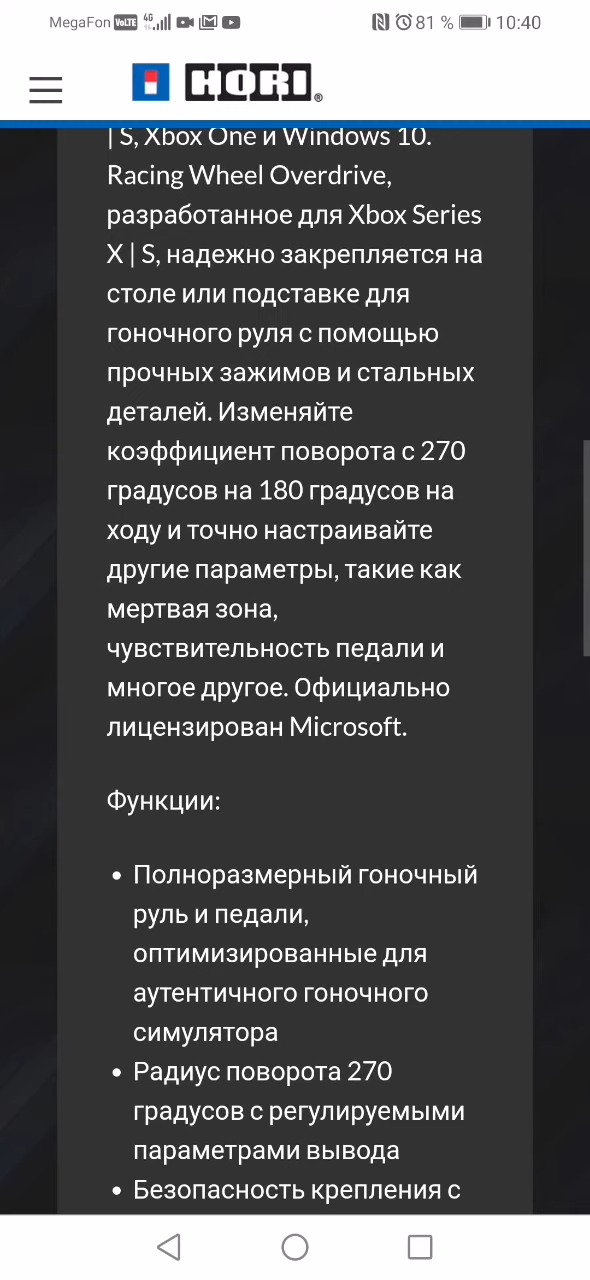 MegaFon VoLTE 4G 81 % 10:40
HORI®
| S, Xbox One и Windows 10.
Racing Wheel Overdrive,
разработанное для Xbox Series
X | S, надежно закрепляется на
столе или подставке для
гоночного руля с помощью
прочных зажимов и стальных
деталей. Изменяйте
коэффициент поворота с 270
градусов на 180 градусов на
ходу и точно настраивайте
другие параметры, такие как
мертвая зона,
чувствительность педали и
многое другое. Официально
лицензирован Microsoft.
Функции:
• Полноразмерный гоночный
руль и педали,
оптимизированные для
аутентичного гоночного
симулятора
• Радиус поворота 270
градусов с регулируемыми
параметрами вывода
• Безопасность крепления с